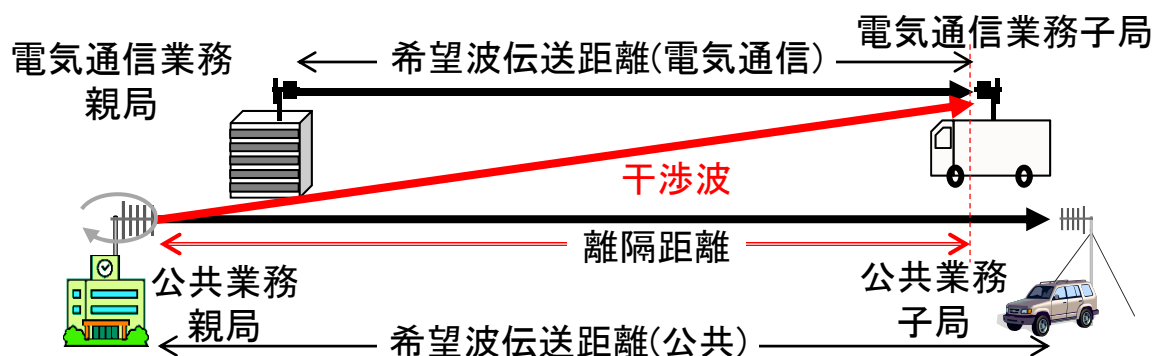 電気通信業務子局
希望波伝送距離(電気通信)
電気通信業務
親局
干渉波
離隔距離
公共業務
親局
公共業務
子局
希望波伝送距離(公共)